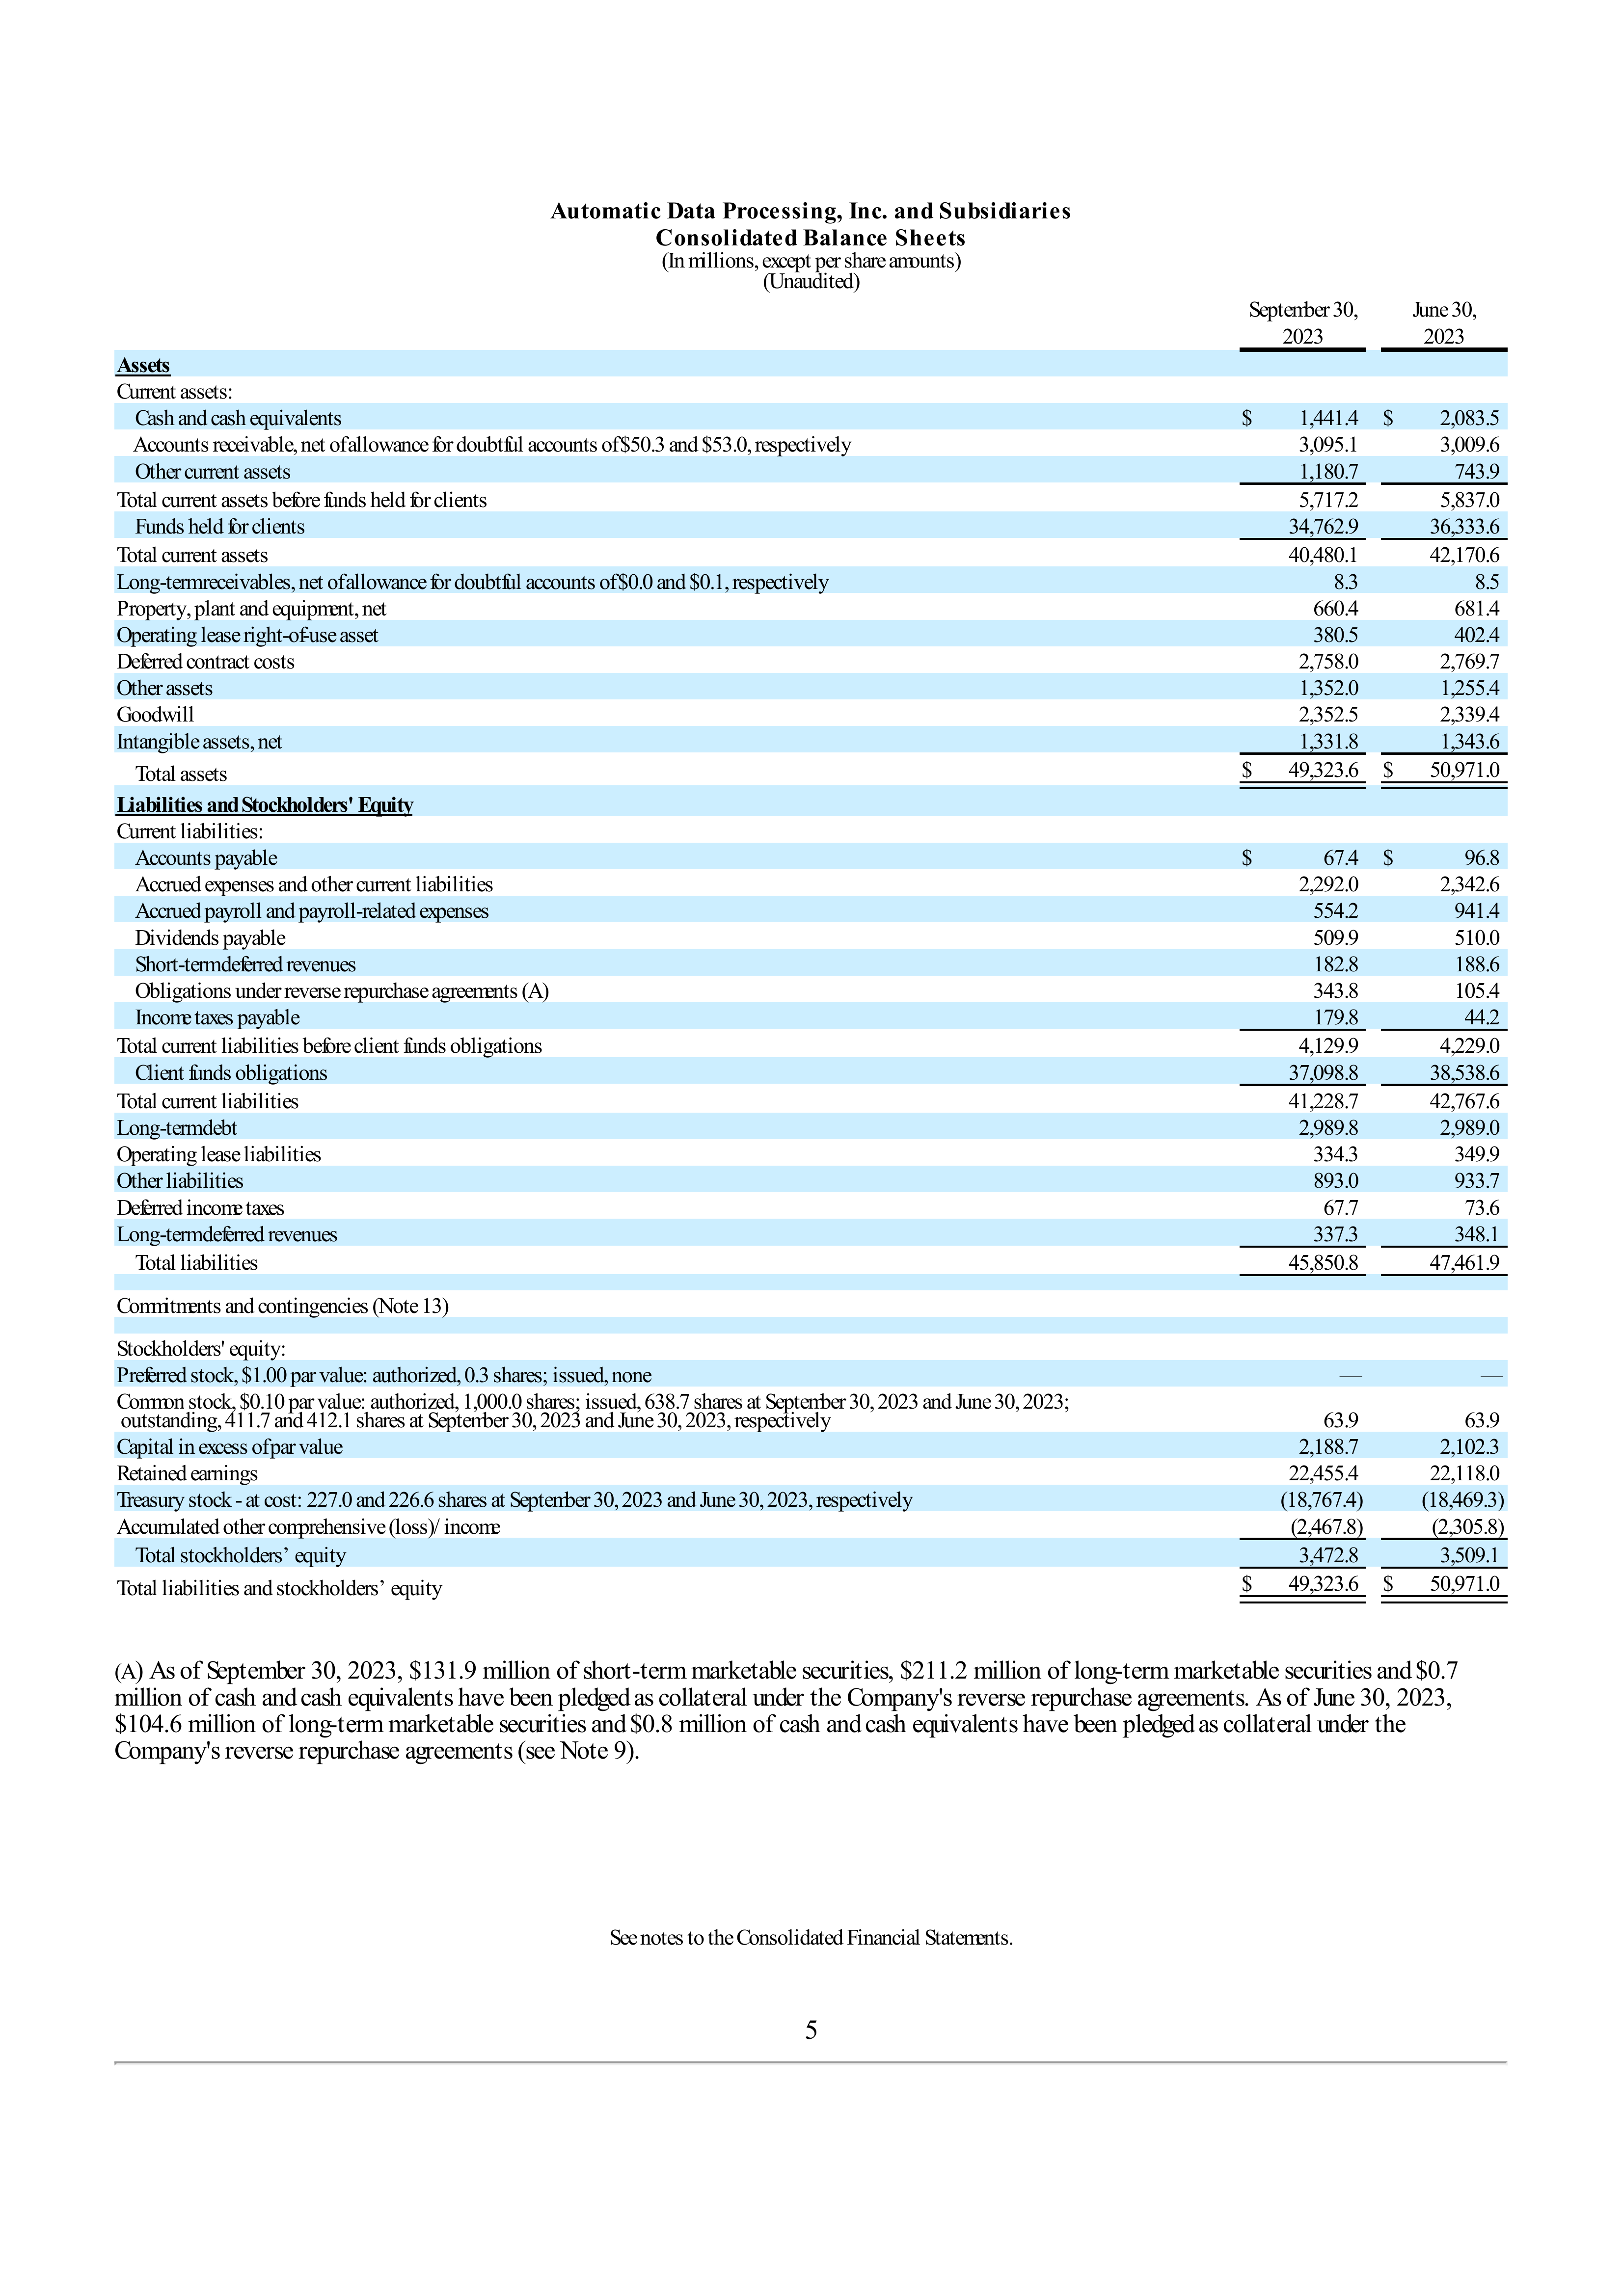 Automatic Data Processing, Inc. and Subsidiaries
Consolidated Balance Sheets
(In millions, except per share amounts)
(Unaudited)
September 30, June 30,
2023 2023
Assets
Current assets:
Cash and cash equivalents $ 1,441.4 $ 2,083.5
Accounts receivable, net of allowance for doubtful accounts of $50.3 and $53.0, respectively 3,095.1 3,009.6
Other current assets 1,180.7 743.9
Total current assets before funds held for clients 5,717.2 5,837.0
Funds held for clients 34,762.9 36,333.6
Total current assets 40,480.1 42,170.6
Long-term receivables, net of allowance for doubtful accounts of $0.0 and $0.1, respectively 8.3 8.5
Property, plant and equipment, net 660.4 681.4
Operating lease right-of-use asset 380.5 402.4
Deferred contract costs 2,758.0 2,769.7
Other assets 1,352.0 1,255.4
Goodwill 2,352.5 2,339.4
Intangible assets, net 1,331.8 1,343.6
Total assets $ 49,323.6 $ 50,971.0
Liabilities and Stockholders' Equity
Current liabilities:
Accounts payable $ 67.4 $ 96.8
Accrued expenses and other current liabilities 2,292.0 2,342.6
Accrued payroll and payroll-related expenses 554.2 941.4
Dividends payable 509.9 510.0
Short-term deferred revenues 182.8 188.6
Obligations under reverse repurchase agreements (A) 343.8 105.4
Income taxes payable 179.8 44.2
Total current liabilities before client funds obligations 4,129.9 4,229.0
Client funds obligations 37,098.8 38,538.6
Total current liabilities 41,228.7 42,767.6
Long-term debt 2,989.8 2,989.0
Operating lease liabilities 334.3 349.9
Other liabilities 893.0 933.7
Deferred income taxes 67.7 73.6
Long-term deferred revenues 337.3 348.1
Total liabilities 45,850.8 47,461.9
Commitments and contingencies (Note 13)
Stockholders' equity:
Preferred stock, $1.00 par value: authorized, 0.3 shares; issued, none — —
Common stock, $0.10 par value: authorized, 1,000.0 shares; issued, 638.7 shares at September 30, 2023 and June 30, 2023;
outstanding, 411.7 and 412.1 shares at September 30, 2023 and June 30, 2023, respectively 63.9 63.9
Capital in excess of par value 2,188.7 2,102.3
Retained earnings 22,455.4 22,118.0
Treasury stock - at cost: 227.0 and 226.6 shares at September 30, 2023 and June 30, 2023, respectively (18,767.4) (18,469.3)
Accumulated other comprehensive (loss)/ income (2,467.8) (2,305.8)
Total stockholders’ equity 3,472.8 3,509.1
Total liabilities and stockholders’ equity $ 49,323.6 $ 50,971.0
(A) As of September 30, 2023, $131.9 million of short-term marketable securities, $211.2 million of long-term marketable securities and $0.7
million of cash and cash equivalents have been pledged as collateral under the Company's reverse repurchase agreements. As of June 30, 2023,
$104.6 million of long-term marketable securities and $0.8 million of cash and cash equivalents have been pledged as collateral under the
Company's reverse repurchase agreements (see Note 9).
See notes to the Consolidated Financial Statements.
5